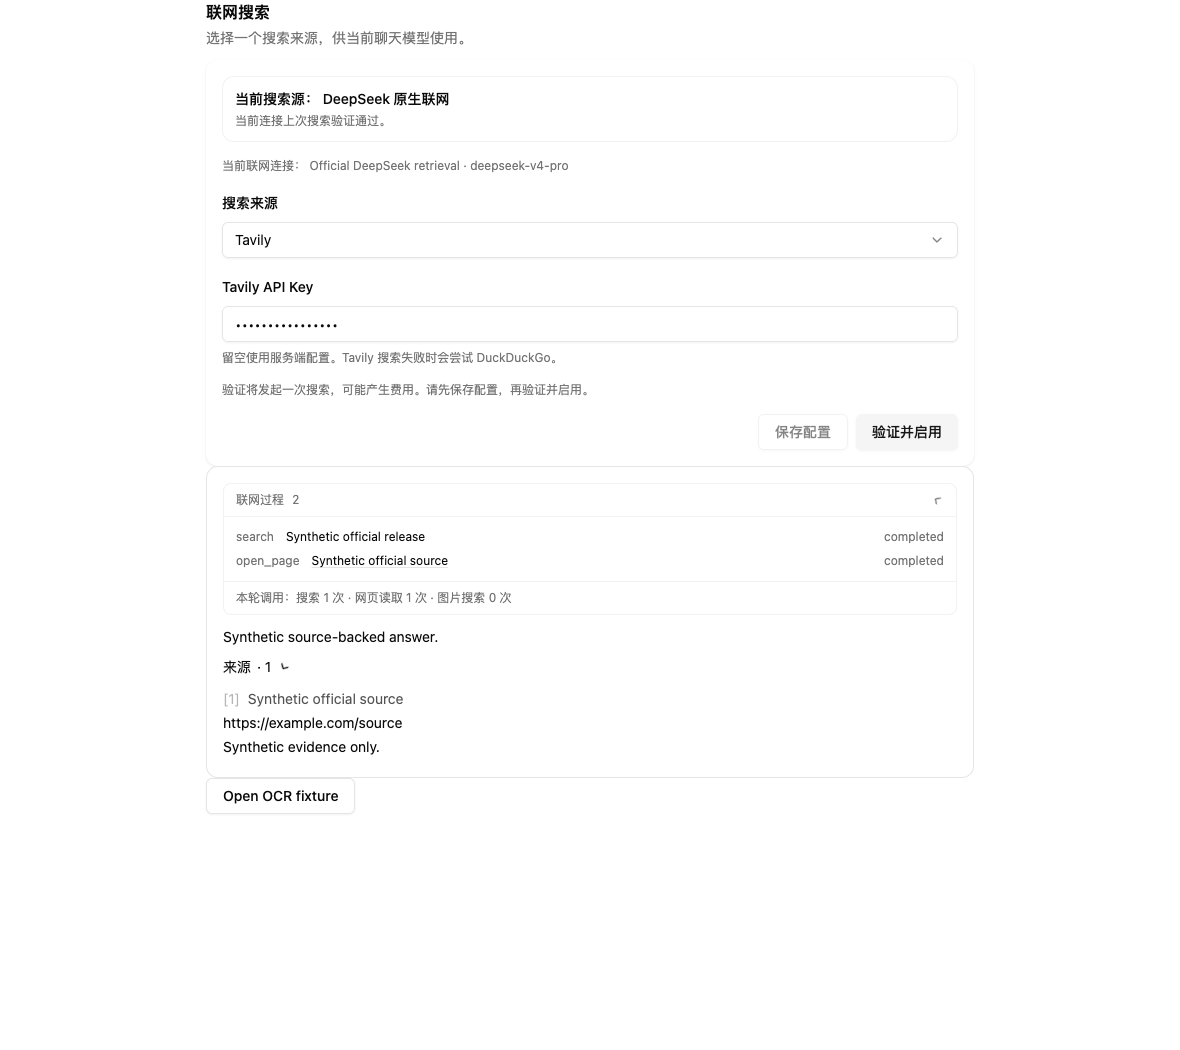 联网搜索
选择一个搜索来源，供当前聊天模型使用。
当前搜索源： DeepSeek 原生联网
当前连接上次搜索验证通过。
当前联网连接： Official DeepSeek retrieval · deepseek-v4-pro
搜索来源
Tavily
Tavily API Key
••••••••••••••••
留空使用服务端配置。Tavily 搜索失败时会尝试 DuckDuckGo。
验证将发起一次搜索，可能产生费用。请先保存配置，再验证并启用。
保存配置 验证并启用
联网过程 2
search Synthetic official release completed
open_page Synthetic official source completed
本轮调用：搜索 1 次 · 网页读取 1 次 · 图片搜索 0 次
Synthetic source-backed answer.
来源 · 1
[1] Synthetic official source
https://example.com/source
Synthetic evidence only.
Open OCR fixture